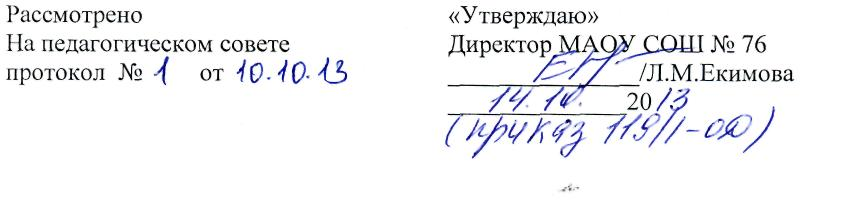 Рассмотрено
На педагогическом совете
протокол № 1 от 10.10.13
«Утверждаю»
Директор МАОУ СОШ № 76
/Л.М.Екимова
14.10. 2013
(приказ 119/1-од)